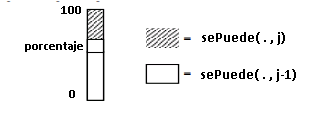 100
= sePuede(.,j)
porcentaje
= sePuede(.,j-1)
0